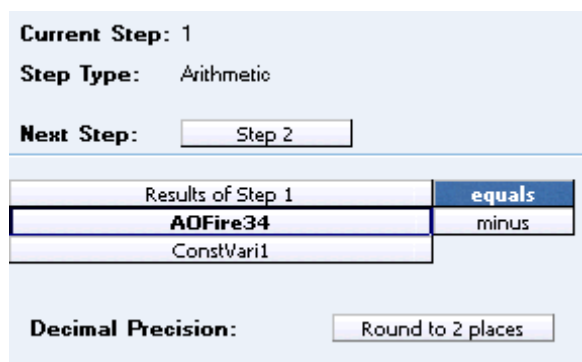 Current Step: 1
Step Type: Arithmetic
Next Step: Step 2
Results of Step 1 equals
AOFire34 minus
ConstVari1
Decimal Precision: Round to 2 places